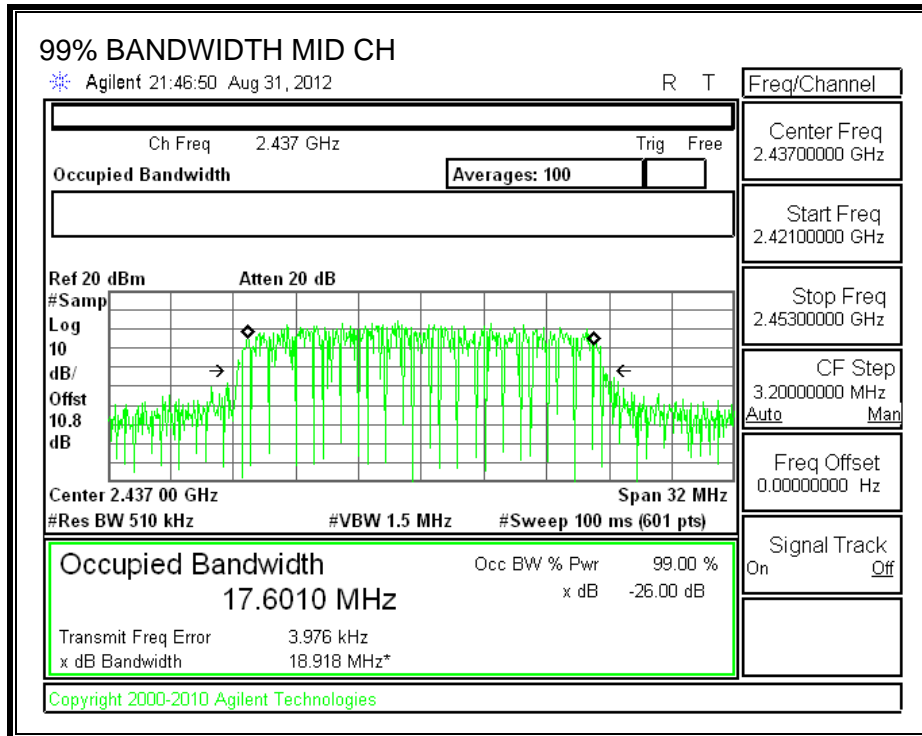 99% BANDWIDTH MID CH
Agilent 21:46:50 Aug 31, 2012 R T
Freq/Channel
Ch Freq 2.437 GHz Trig Free
Occupied Bandwidth Averages: 100
Center Freq
2.43700000 GHz
Start Freq
2.42100000 GHz
Stop Freq
2.45300000 GHz
CF Step
3.20000000 MHz
Auto Man
Freq Offset
0.00000000 Hz
Signal Track
On Off
Ref 20 dBm Atten 20 dB
#Samp
Log
10
dB/
Offst
10.8
dB
Center 2.437 00 GHz Span 32 MHz
#Res BW 510 kHz #VBW 1.5 MHz #Sweep 100 ms (601 pts)
Occupied Bandwidth Occ BW % Pwr 99.00 %
17.6010 MHz x dB -26.00 dB
Transmit Freq Error 3.976 kHz
x dB Bandwidth 18.918 MHz*
Copyright 2000-2010 Agilent Technologies